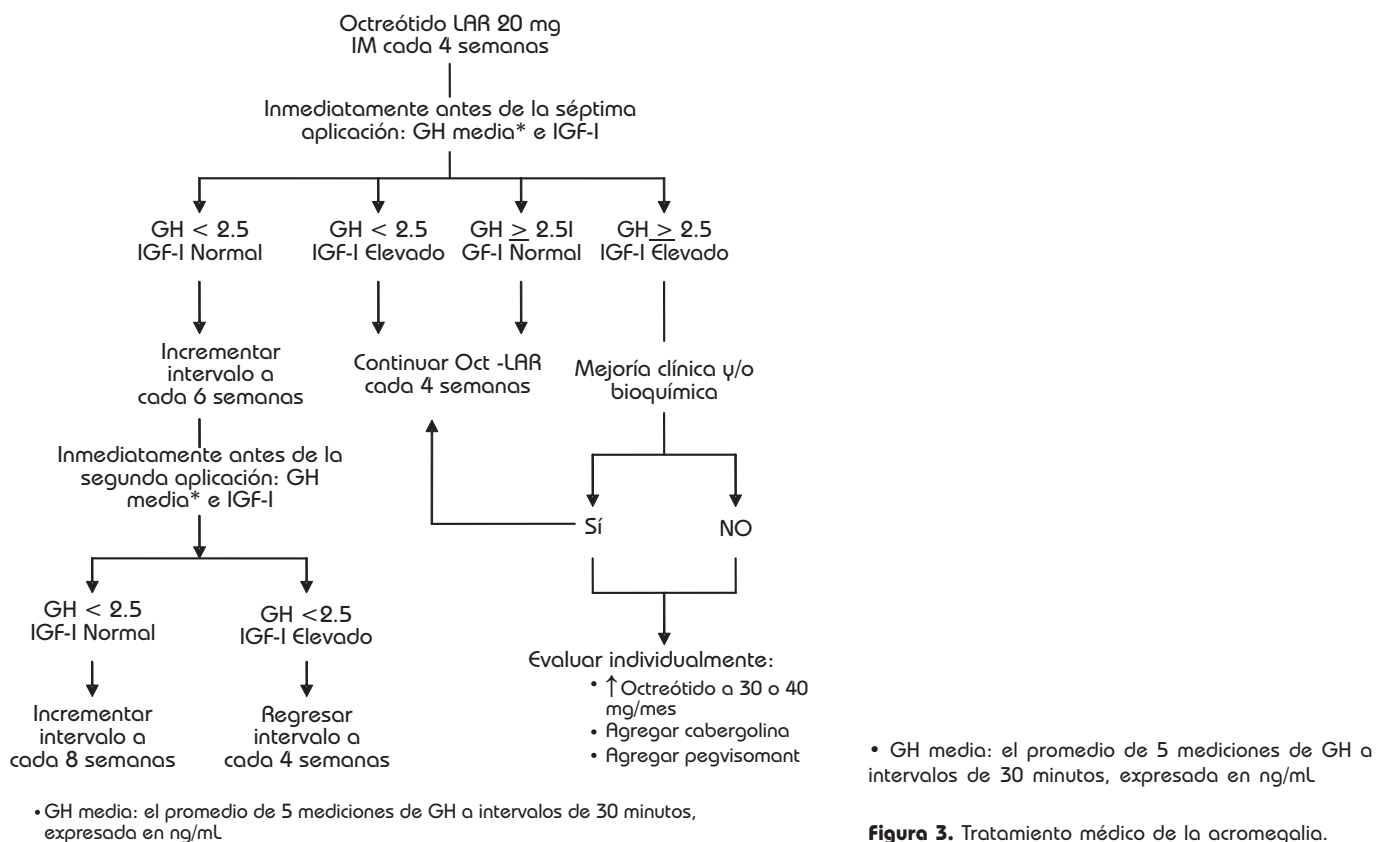 Octreótido LAR 20 mg
IM cada 4 semanas
Inmediatamente antes de la séptima
aplicación: GH media* e IGF-I
GH < 2.5
IGF-I Normal
GH < 2.5
IGF-I Elevado
GH ≥ 2.5I
GF-I Normal
GH ≥ 2.5
IGF-I Elevado
Incrementar
intervalo a
cada 6 semanas
Continuar Oct -LAR
cada 4 semanas
Mejoría clínica y/o
bioquímica
Inmediatamente antes de la
segunda aplicación: GH
media* e IGF-I
Sí
NO
GH < 2.5
IGF-I Normal
GH <2.5
IGF-I Elevado
Incrementar
intervalo a
cada 8 semanas
Regresar
intervalo a
cada 4 semanas
Evaluar individualmente:
• ↑Octreótido a 30 o 40
mg/mes
• Agregar cabergolina
• Agregar pegvisomant
• GH media: el promedio de 5 mediciones de GH a intervalos de 30 minutos,
expresada en ng/mL
• GH media: el promedio de 5 mediciones de GH a
intervalos de 30 minutos, expresada en ng/mL
Figura 3. Tratamiento médico de la acromegalia.